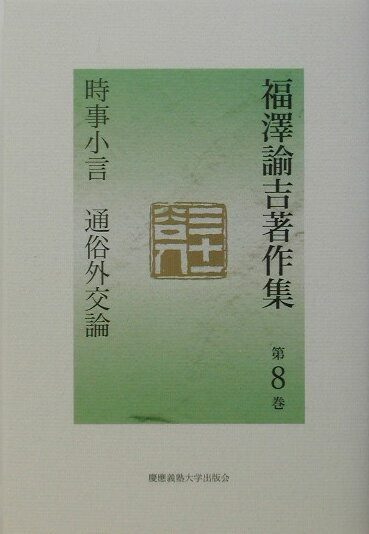 福澤諭吉著作集
第8巻
時事小言 通俗外交論
慶應義塾大学出版会